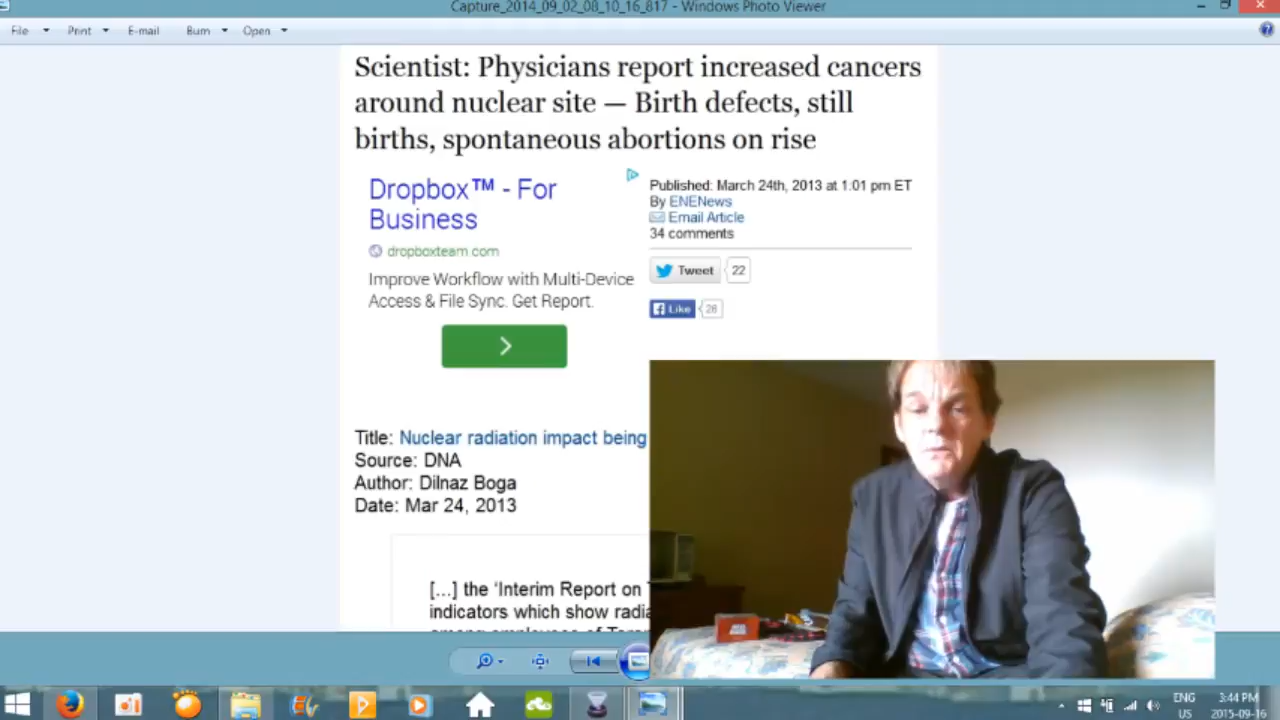 Capture_2014_09_02_08_10_16_817 - Windows Photo Viewer
File Print E-mail Burn Open
Scientist: Physicians report increased cancers
around nuclear site — Birth defects, still
births, spontaneous abortions on rise
Dropbox™ - For
Business
dropboxteam.com
Improve Workflow with Multi-Device
Access & File Sync. Get Report.
Published: March 24th, 2013 at 1:01 pm ET
By ENENews
Email Article
34 comments
Tweet 22
Like 26
Title: Nuclear radiation impact being
Source: DNA
Author: Dilnaz Boga
Date: Mar 24, 2013
[...] the ‘Interim Report on
indicators which show
ENG
US
3:44 PM
2015-09-16